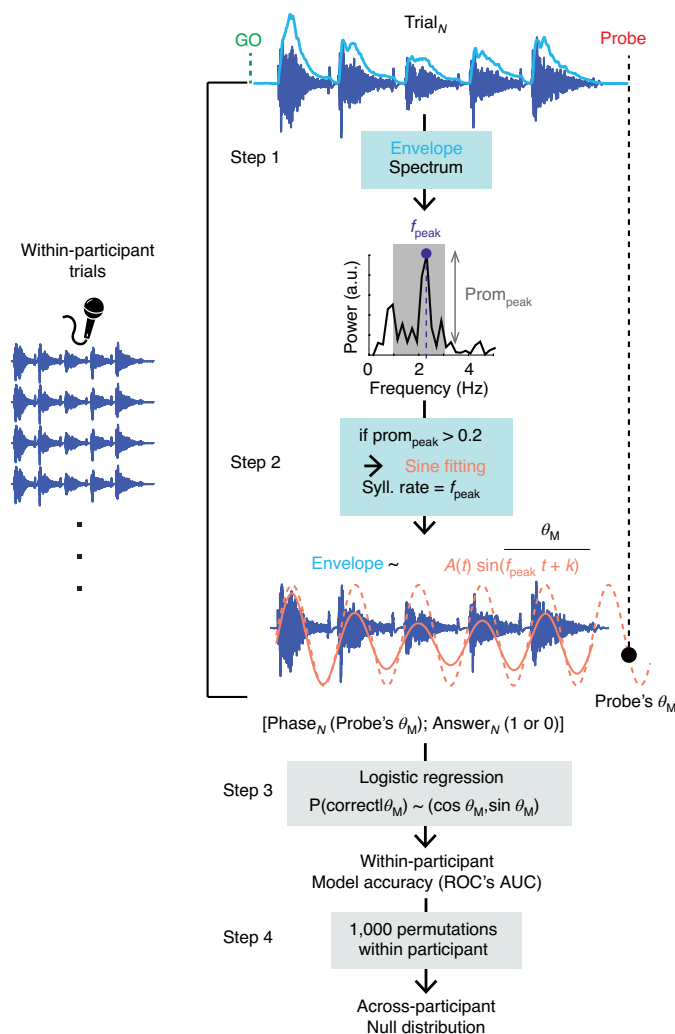 Trial_N
GO
Probe
Step 1
Envelope
Spectrum
f_peak
Within-participant
trials
Power (a.u.)
Prom_peak
0 2 4
Frequency (Hz)
if prom_peak > 0.2
Step 2
→ Sine fitting
Syll. rate = f_peak
θ_M
Envelope ~ A(t) sin(f_peak t + k)
Probe's θ_M
[Phase_N (Probe's θ_M); Answer_N (1 or 0)]
Step 3
Logistic regression
P(correct|θ_M) ~ (cos θ_M,sin θ_M)
Within-participant
Model accuracy (ROC's AUC)
Step 4
1,000 permutations
within participant
Across-participant
Null distribution